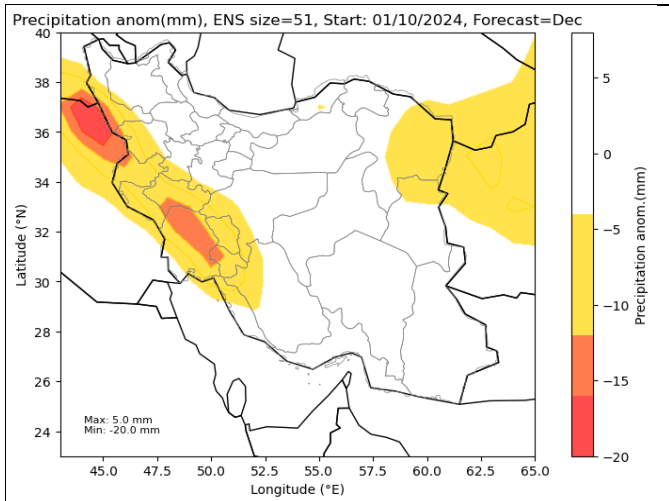 Precipitation anom(mm), ENS size=51, Start: 01/10/2024, Forecast=Dec
40
38
36
34
32
30
28
26
24
Latitude (°N)
Max: 5.0 mm
Min: -20.0 mm
45.0 47.5 50.0 52.5 55.0 57.5 60.0 62.5 65.0
Longitude (°E)
5
0
−5
−10
−15
−20
Precipitation anom.(mm)